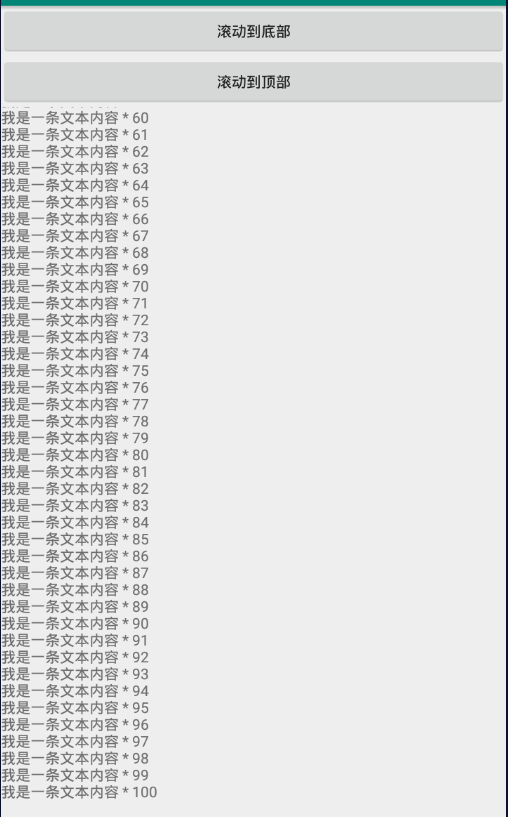 滚动到底部
滚动到顶部
我是一条文本内容 * 60
我是一条文本内容 * 61
我是一条文本内容 * 62
我是一条文本内容 * 63
我是一条文本内容 * 64
我是一条文本内容 * 65
我是一条文本内容 * 66
我是一条文本内容 * 67
我是一条文本内容 * 68
我是一条文本内容 * 69
我是一条文本内容 * 70
我是一条文本内容 * 71
我是一条文本内容 * 72
我是一条文本内容 * 73
我是一条文本内容 * 74
我是一条文本内容 * 75
我是一条文本内容 * 76
我是一条文本内容 * 77
我是一条文本内容 * 78
我是一条文本内容 * 79
我是一条文本内容 * 80
我是一条文本内容 * 81
我是一条文本内容 * 82
我是一条文本内容 * 83
我是一条文本内容 * 84
我是一条文本内容 * 85
我是一条文本内容 * 86
我是一条文本内容 * 87
我是一条文本内容 * 88
我是一条文本内容 * 89
我是一条文本内容 * 90
我是一条文本内容 * 91
我是一条文本内容 * 92
我是一条文本内容 * 93
我是一条文本内容 * 94
我是一条文本内容 * 95
我是一条文本内容 * 96
我是一条文本内容 * 97
我是一条文本内容 * 98
我是一条文本内容 * 99
我是一条文本内容 * 100